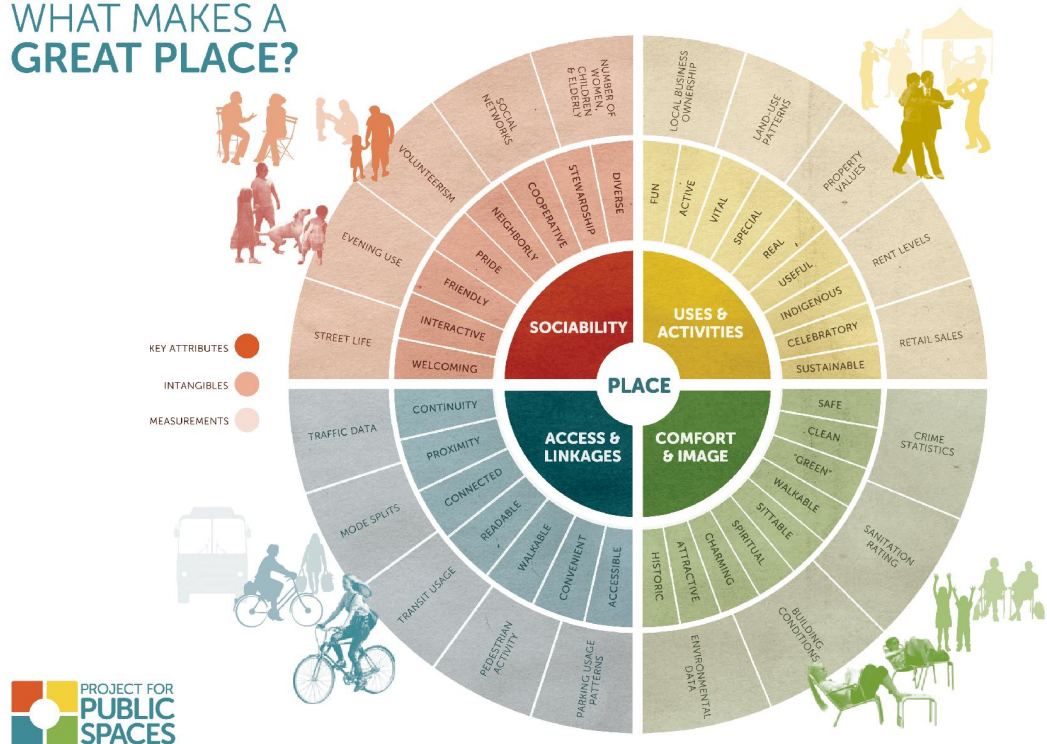 WHAT MAKES A
GREAT PLACE?
KEY ATTRIBUTES
INTANGIBLES
MEASUREMENTS
PLACE
SOCIABILITY
DIVERSE
STEWARDSHIP
COOPERATIVE
NEIGHBORLY
PRIDE
FRIENDLY
INTERACTIVE
WELCOMING
NUMBER OF
WOMEN,
CHILDREN
& ELDERLY
SOCIAL
NETWORKS
VOLUNTEERISM
EVENING USE
STREET LIFE
USES &
ACTIVITIES
FUN
ACTIVE
VITAL
SPECIAL
REAL
USEFUL
INDIGENOUS
CELEBRATORY
SUSTAINABLE
LOCAL BUSINESS
OWNERSHIP
LAND-USE
PATTERNS
PROPERTY
VALUES
RENT LEVELS
RETAIL SALES
ACCESS &
LINKAGES
CONTINUITY
PROXIMITY
CONNECTED
READABLE
WALKABLE
CONVENIENT
ACCESSIBLE
TRAFFIC DATA
MODE SPLITS
TRANSIT USAGE
PEDESTRIAN
ACTIVITY
PARKING USAGE
PATTERNS
COMFORT
& IMAGE
SAFE
CLEAN
"GREEN"
WALKABLE
SITTABLE
SPIRITUAL
CHARMING
ATTRACTIVE
HISTORIC
CRIME
STATISTICS
SANITATION
RATING
BUILDING
CONDITIONS
ENVIRONMENTAL
DATA
PROJECT FOR
PUBLIC
SPACES